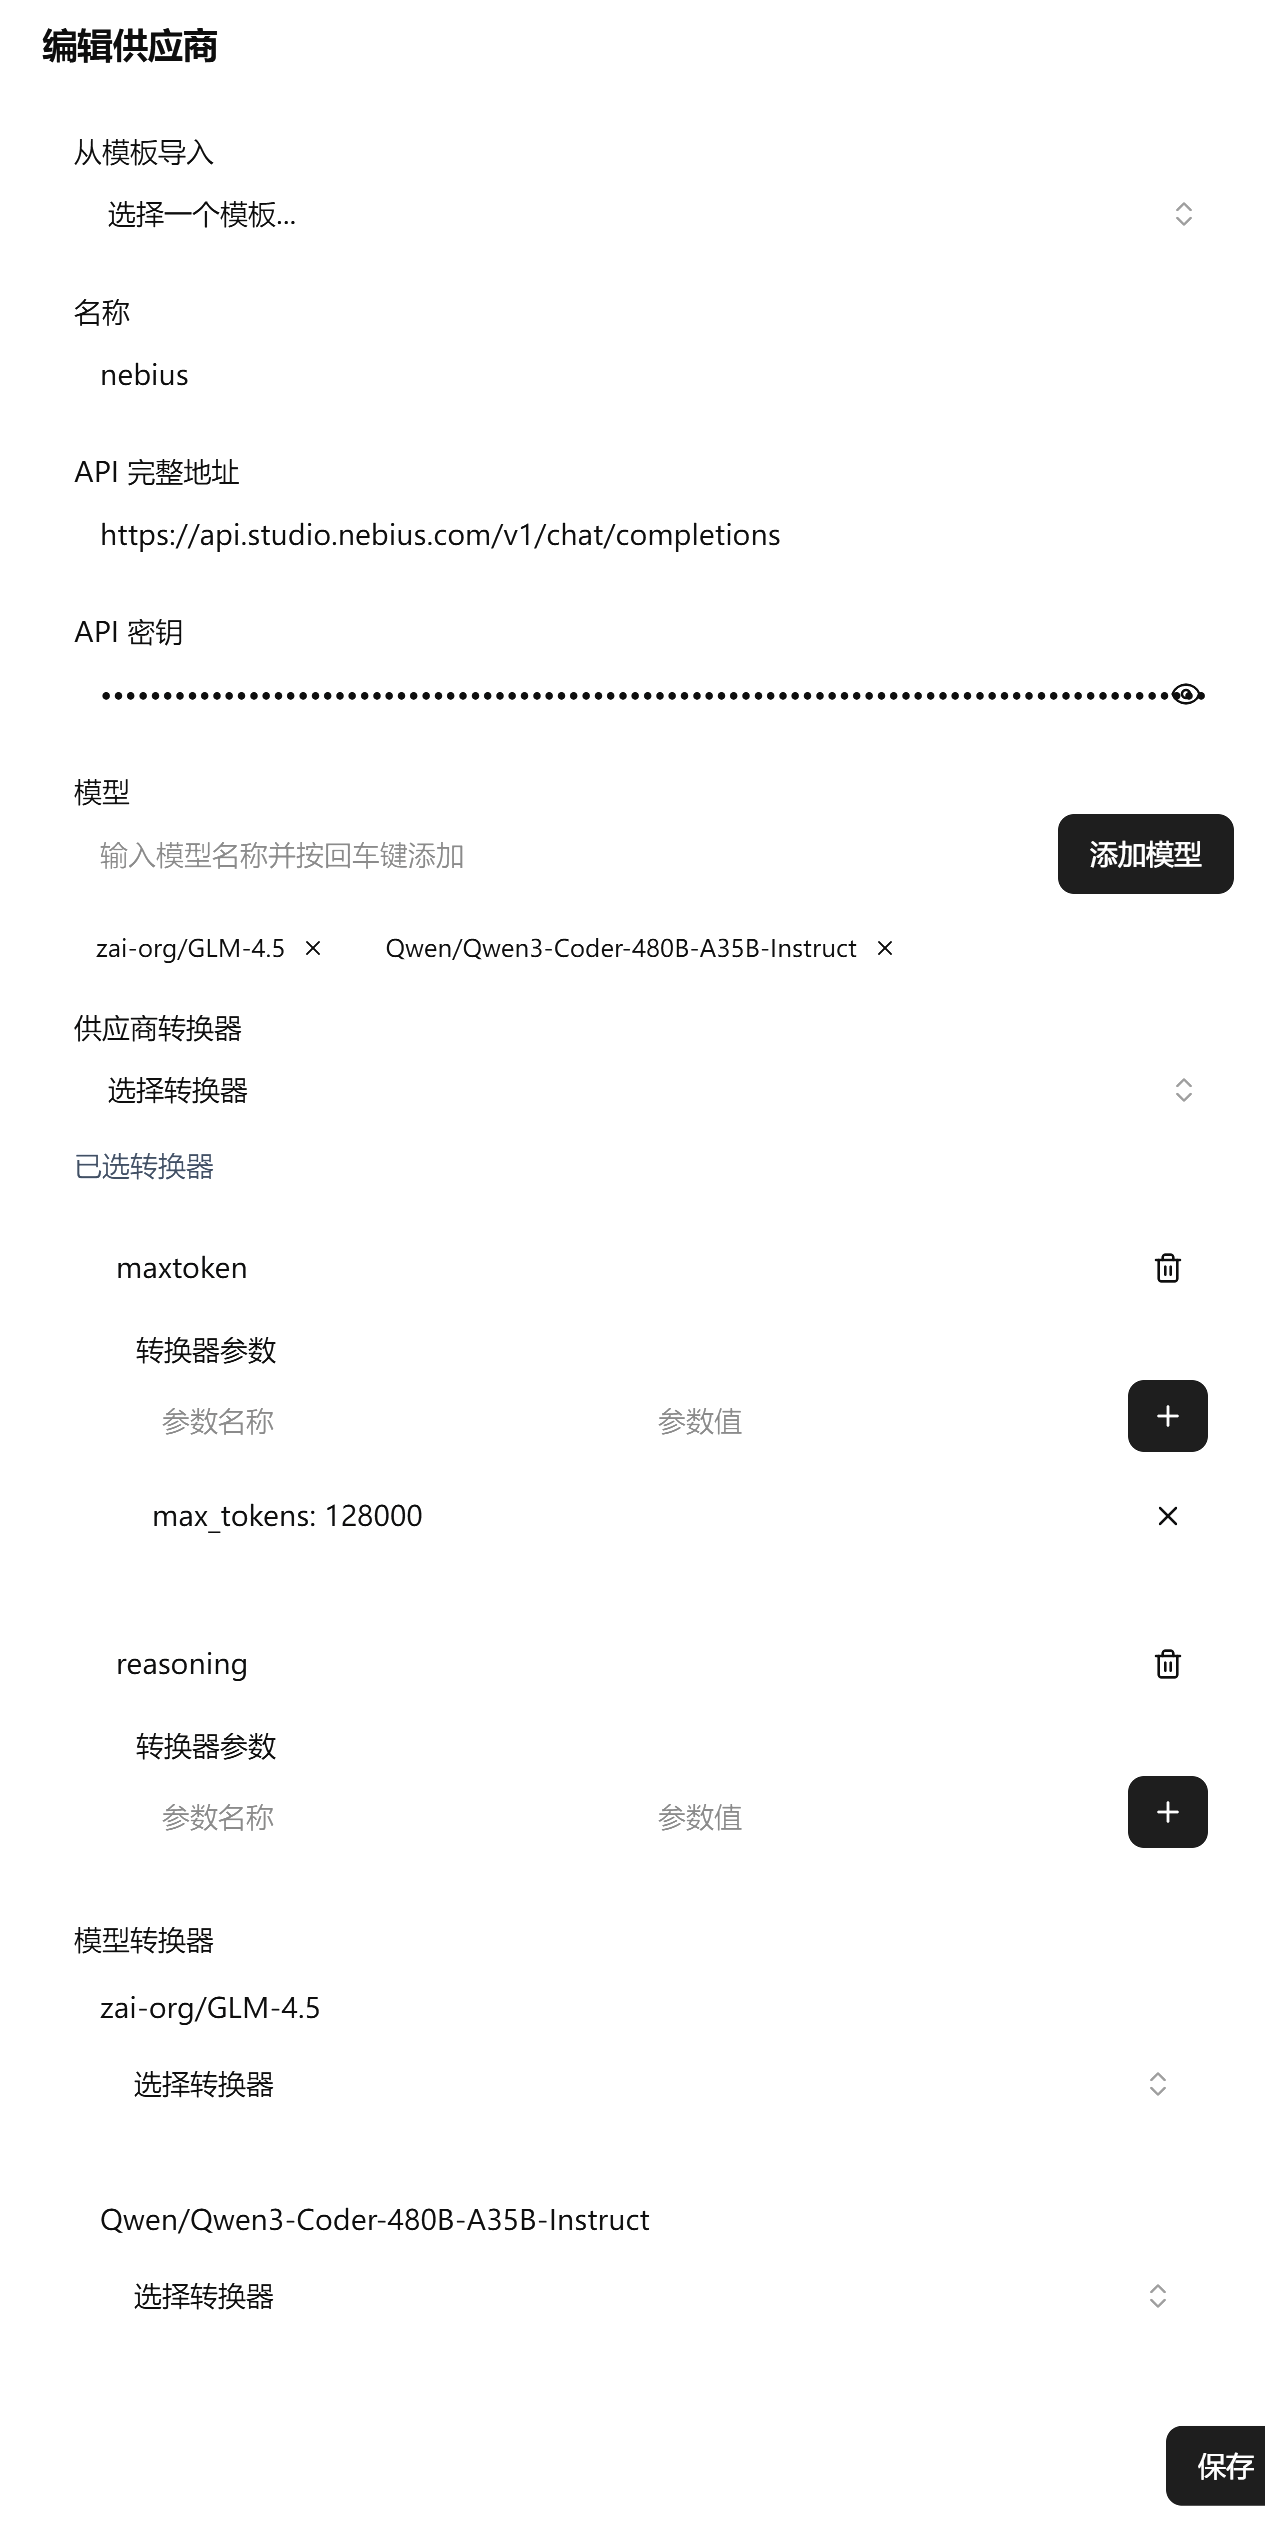 编辑供应商
从模板导入
选择一个模板...
名称
nebius
API 完整地址
https://api.studio.nebius.com/v1/chat/completions
API 密钥
模型
输入模型名称并按回车键添加
添加模型
zai-org/GLM-4.5 Qwen/Qwen3-Coder-480B-A35B-Instruct
供应商转换器
选择转换器
已选转换器
maxtoken
转换器参数
参数名称 参数值
max_tokens: 128000
reasoning
转换器参数
参数名称 参数值
模型转换器
zai-org/GLM-4.5
选择转换器
Qwen/Qwen3-Coder-480B-A35B-Instruct
选择转换器
保存